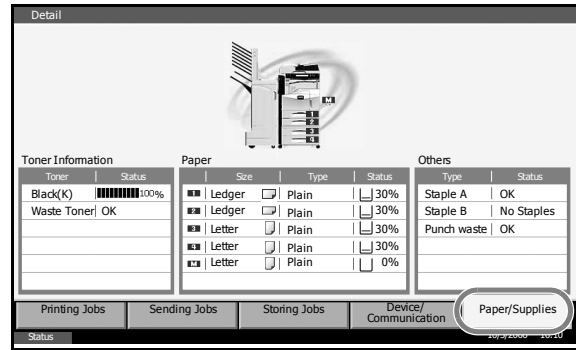 Detail
M
1
2
3
4
Toner Information
Toner Status
Black(K) 100%
Waste Toner OK
Paper
Size Type Status
1 Ledger Plain 30%
2 Ledger Plain 30%
3 Letter Plain 30%
4 Letter Plain 30%
M Letter Plain 0%
Others
Type Status
Staple A OK
Staple B No Staples
Punch waste OK
Printing Jobs
Sending Jobs
Storing Jobs
Device/
Communication
Paper/Supplies
Status